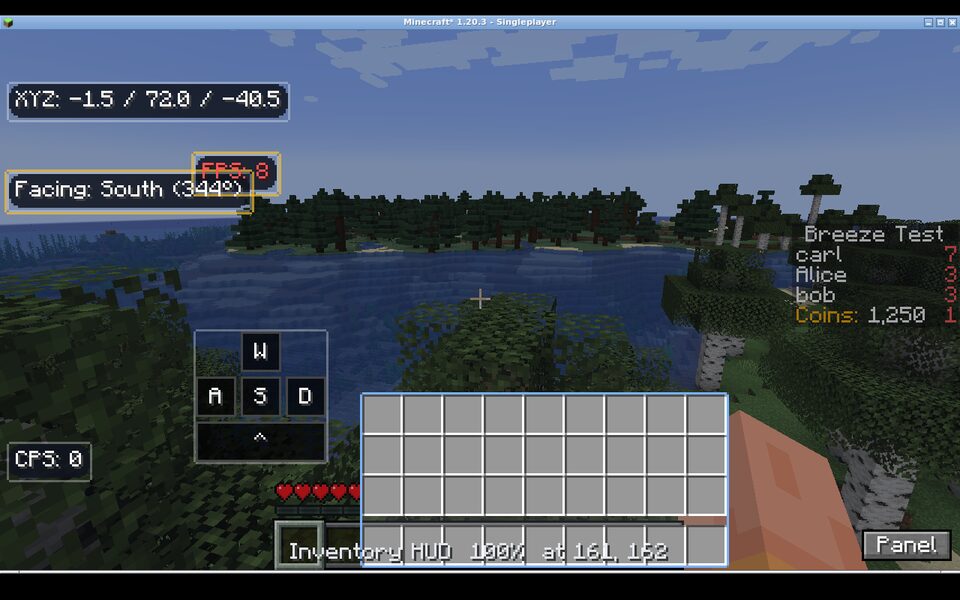 Minecraft* 1.20.3 - Singleplayer
XYZ: -1.5 / 72.0 / -40.5
FPS: 8
Facing: South (344°)
Breeze Test
carl 7
Alice 3
bob 3
Coins: 1,250 1
W
A S D
^
CPS: 0
Inventory HUD 100% at 161, 162
Panel